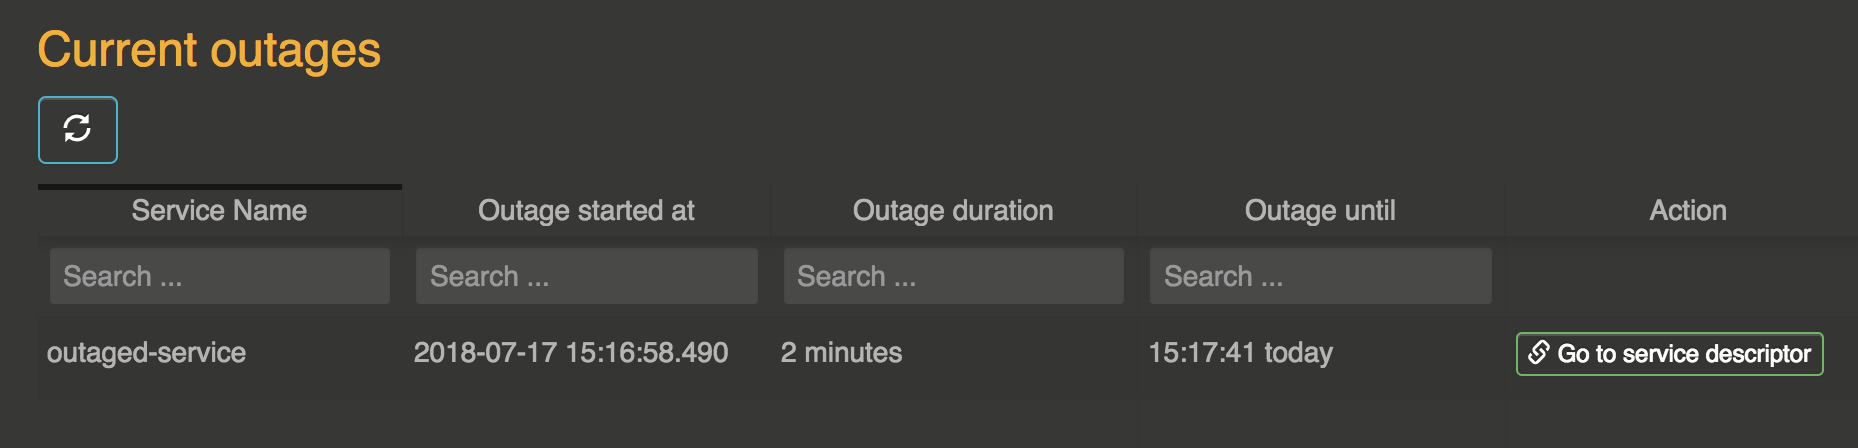 Current outages
Service Name Outage started at Outage duration Outage until Action
Search ... Search ... Search ... Search ...
outaged-service 2018-07-17 15:16:58.490 2 minutes 15:17:41 today Go to service descriptor